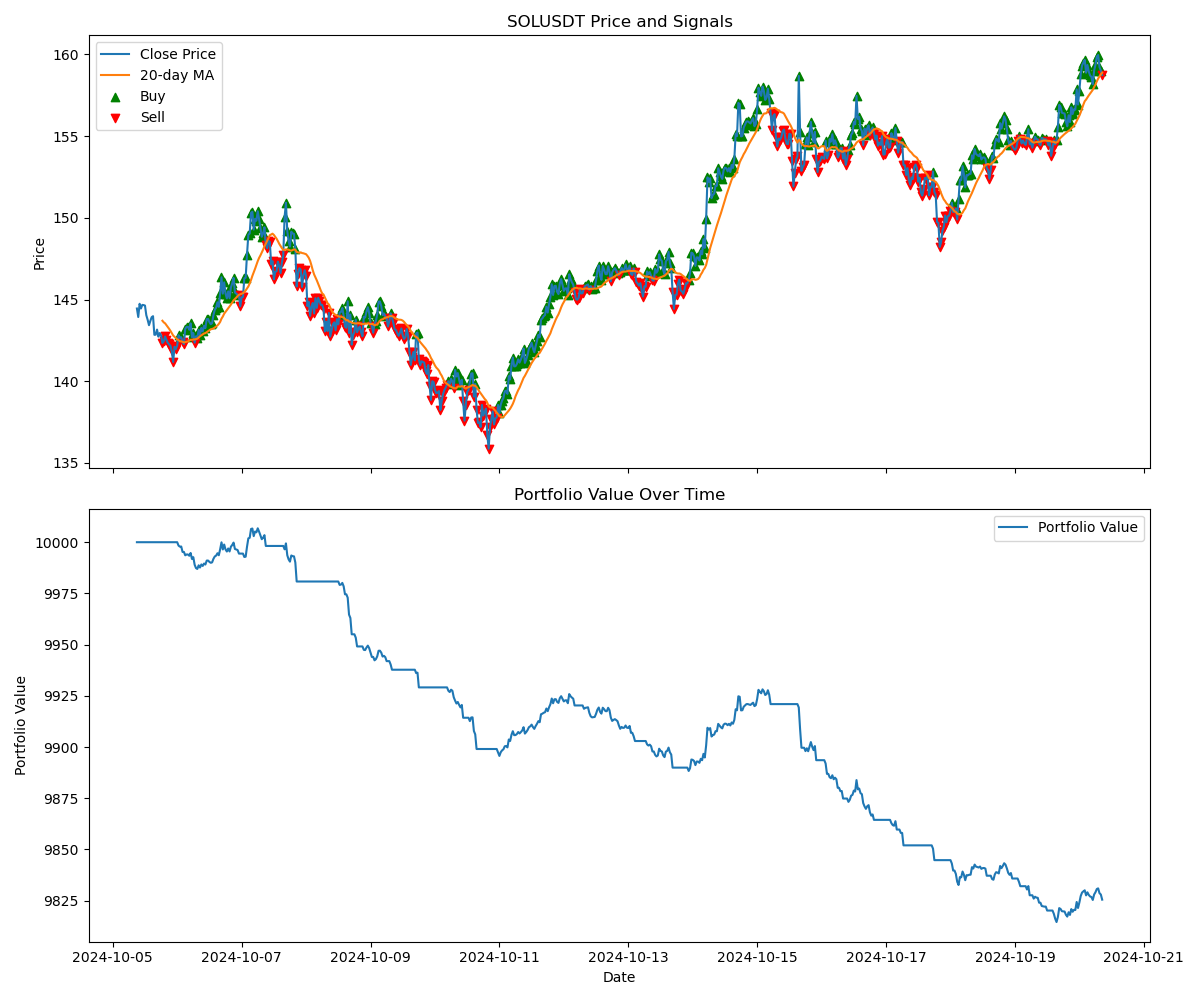 SOLUSDT Price and Signals
Close Price
20-day MA
Buy
Sell
160
155
150
145
140
135
Price
Portfolio Value Over Time
Portfolio Value
10000
9975
9950
9925
9900
9875
9850
9825
Portfolio Value
2024-10-05 2024-10-07 2024-10-09 2024-10-11 2024-10-13 2024-10-15 2024-10-17 2024-10-19 2024-10-21
Date